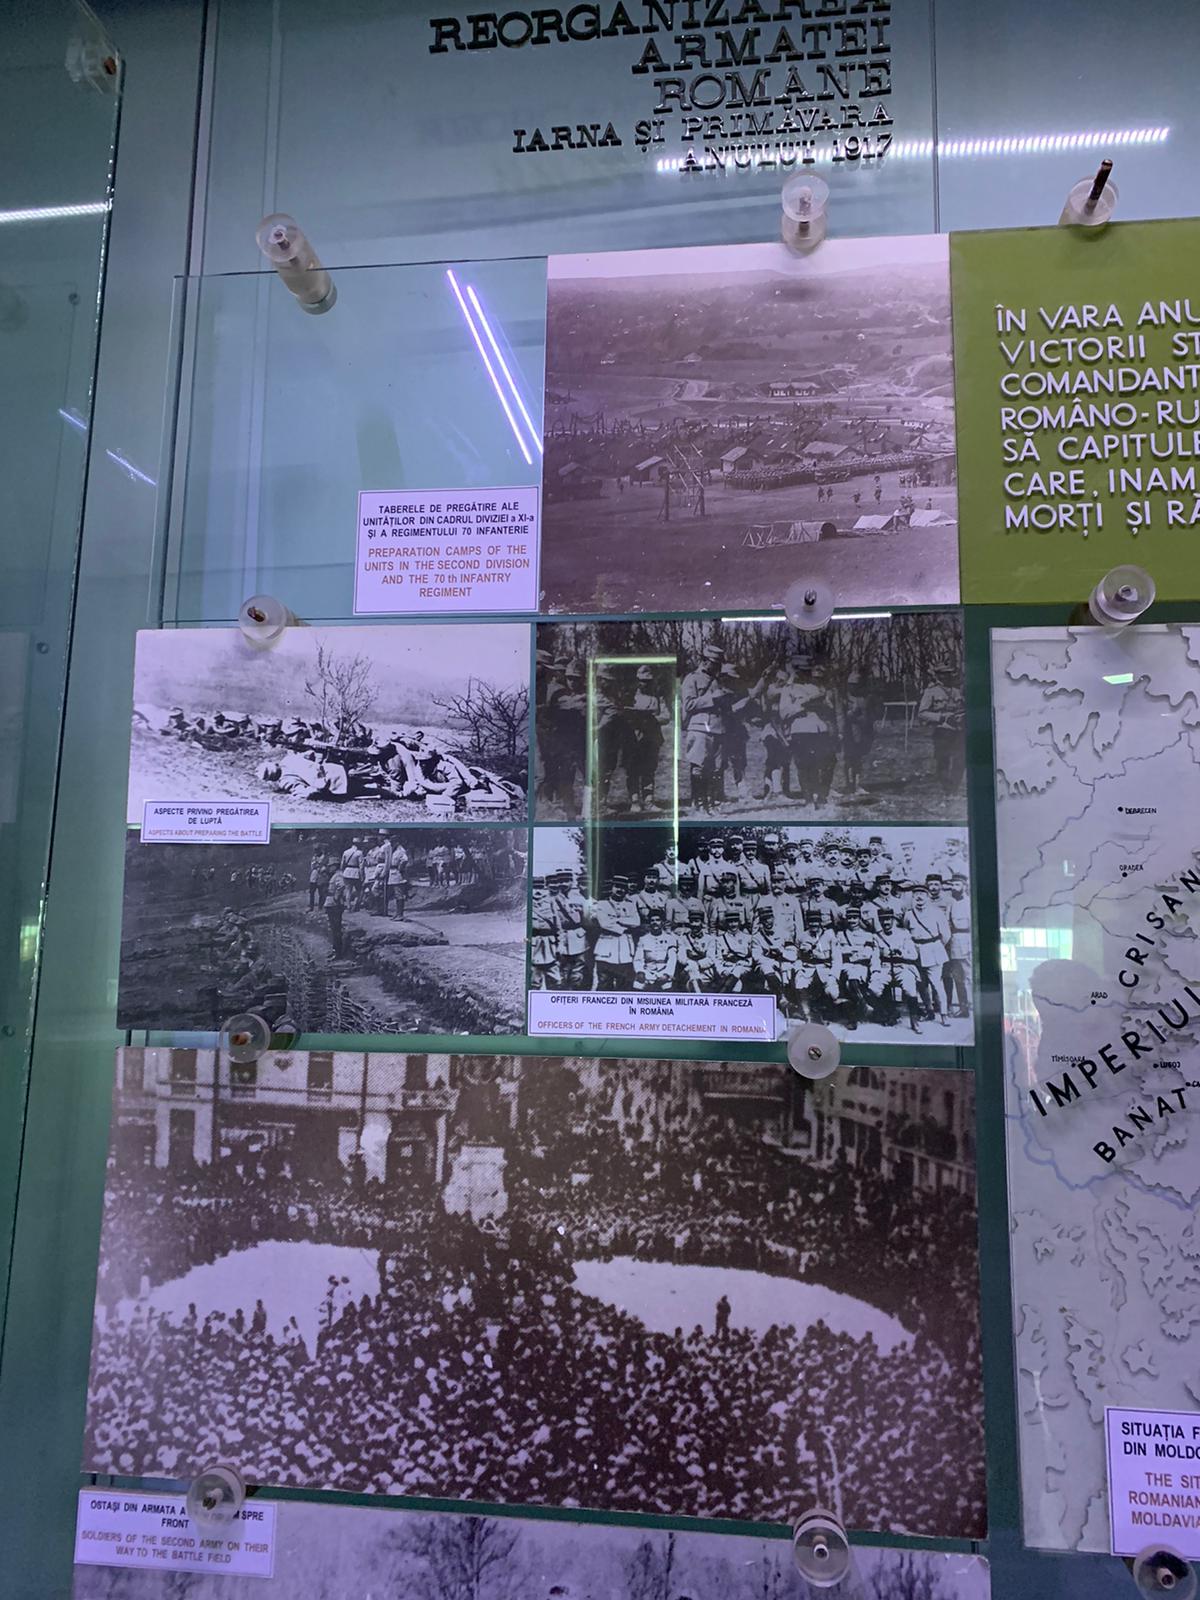 REORGANIZAREA
ARMATEI
ROMÂNE
IARNA ȘI PRIMĂVARA
ANULUI 1917
ÎN VARA ANU
VICTORII ST
COMANDANT
ROMÂNO-RU
SĂ CAPITULE
CARE, INAM
MORȚI ȘI RĂ
TABERELE DE PREGĂTIRE ALE
UNITĂȚILOR DIN CADRUL DIVIZIEI a XI-a
ȘI A REGIMENTULUI 70 INFANTERIE
PREPARATION CAMPS OF THE
UNITS IN THE SECOND DIVISION
AND THE 70 th INFANTRY
REGIMENT
ASPECTE PRIVIND PREGĂTIREA
DE LUPTĂ
ASPECTS ABOUT PREPARING THE BATTLE
OFIȚERI FRANCEZI DIN MISIUNEA MILITARĂ FRANCEZĂ
ÎN ROMÂNIA
OFFICERS OF THE FRENCH ARMY DETACHEMENT IN ROMANIA
DEBRECEN
ORADEA
CRISAN
ARAD
IMPERIU
TIMIȘOARA
LUGOJ
BANAT
OSTAȘI DIN ARMATA A SPRE
FRONT
SOLDIERS OF THE SECOND ARMY ON THEIR
WAY TO THE BATTLE FIELD
SITUAȚIA F
DIN MOLDO
THE SIT
ROMANIAN
MOLDAVIA